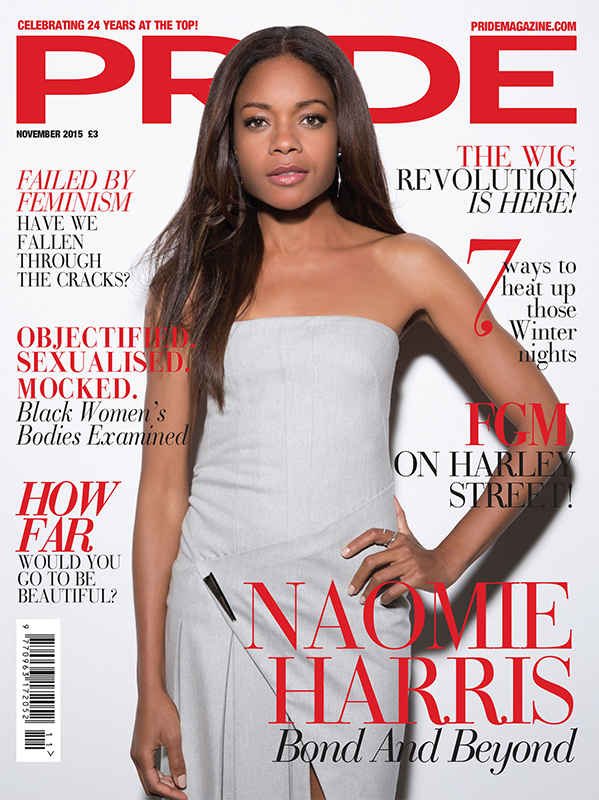 CELEBRATING 24 YEARS AT THE TOP!
PRIDEMAGAZINE.COM
PRIDE
NOVEMBER 2015 £3
FAILED BY
FEMINISM
HAVE WE
FALLEN
THROUGH
THE CRACKS?
OBJECTIFIED.
SEXUALISED.
MOCKED.
Black Women's
Bodies Examined
HOW
FAR
WOULD YOU
GO TO BE
BEAUTIFUL?
THE WIG
REVOLUTION
IS HERE!
7 ways to
heat up
those
Winter
nights
FGM
ON HARLEY
STREET!
NAOMIE
HARRIS
Bond And Beyond
9 770963 172052
11>